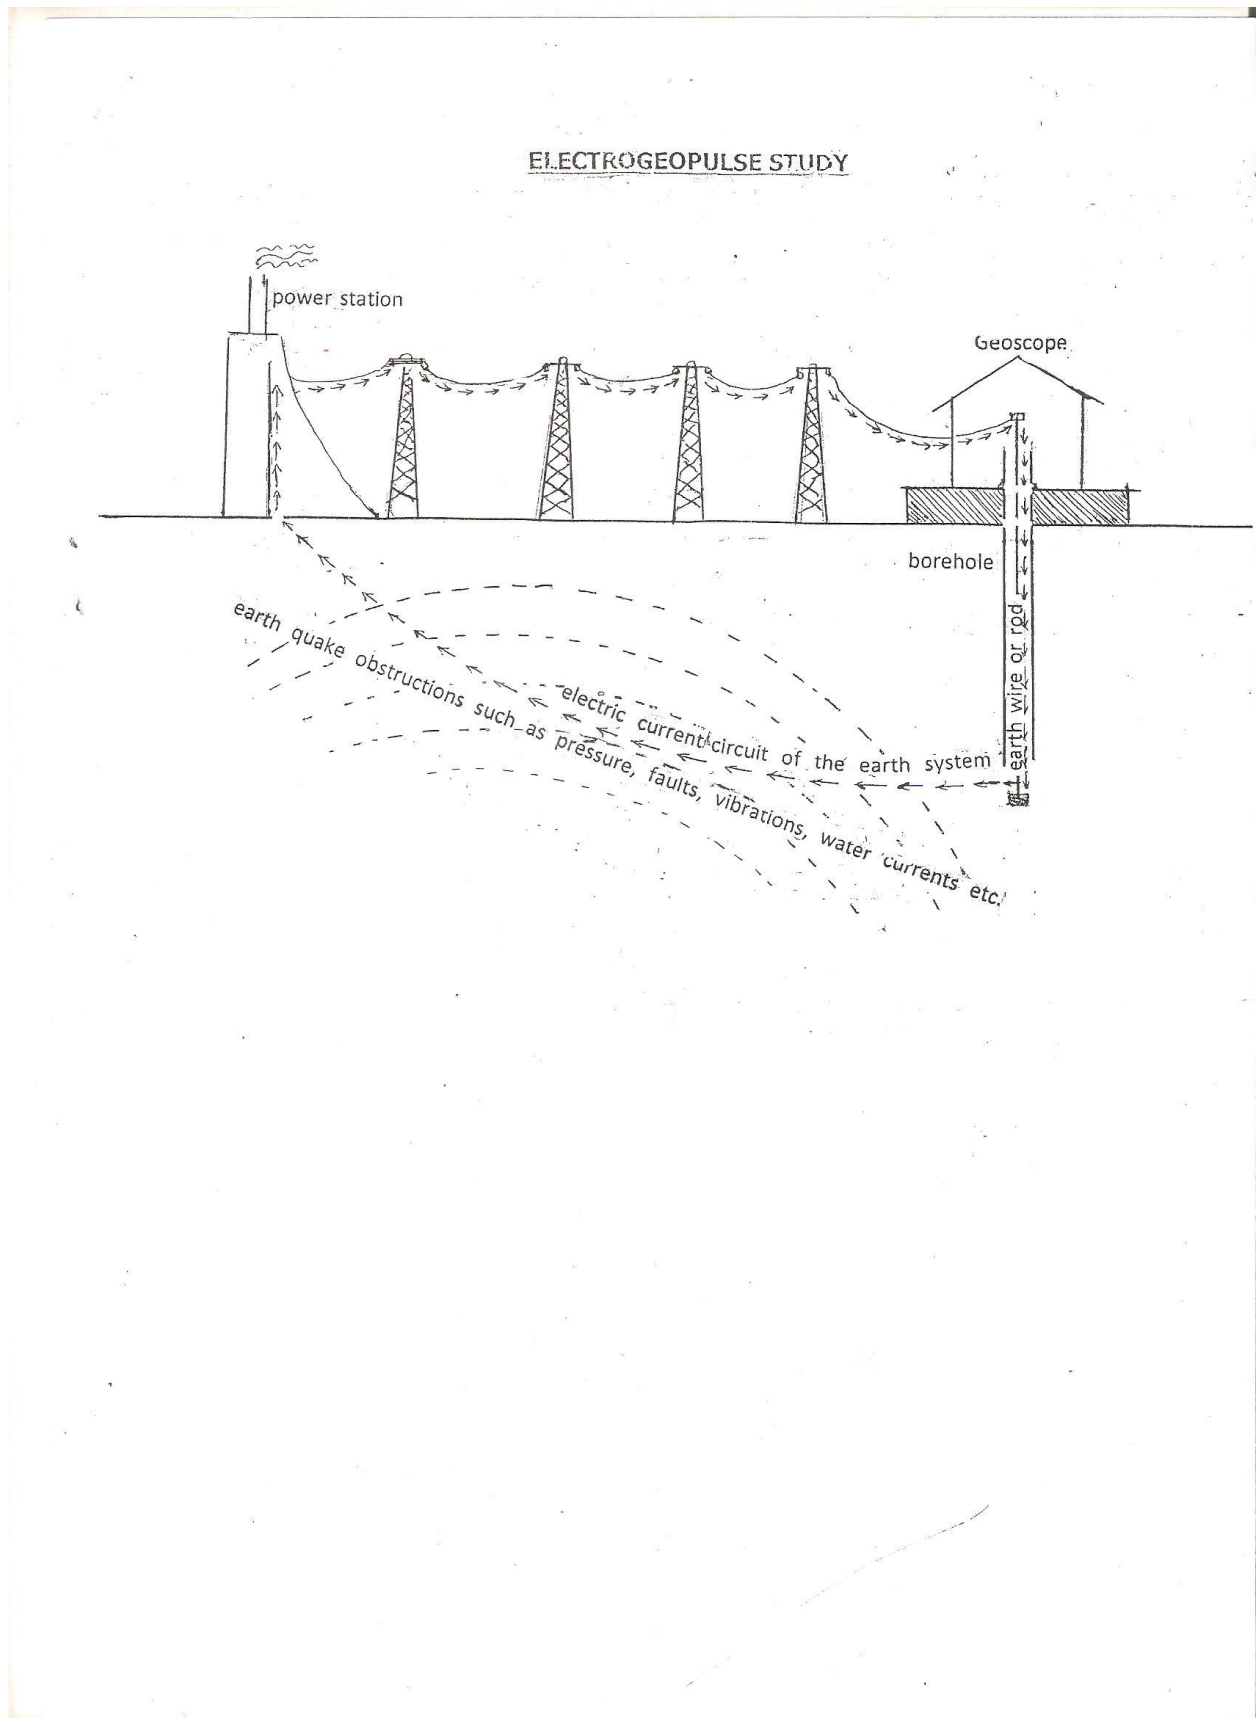 ELECTROGEOPULSE STUDY
power station
Geoscope
borehole
earth wire or rod
electric current circuit of the earth system
earth quake obstructions such as pressure, faults, vibrations, water currents etc.